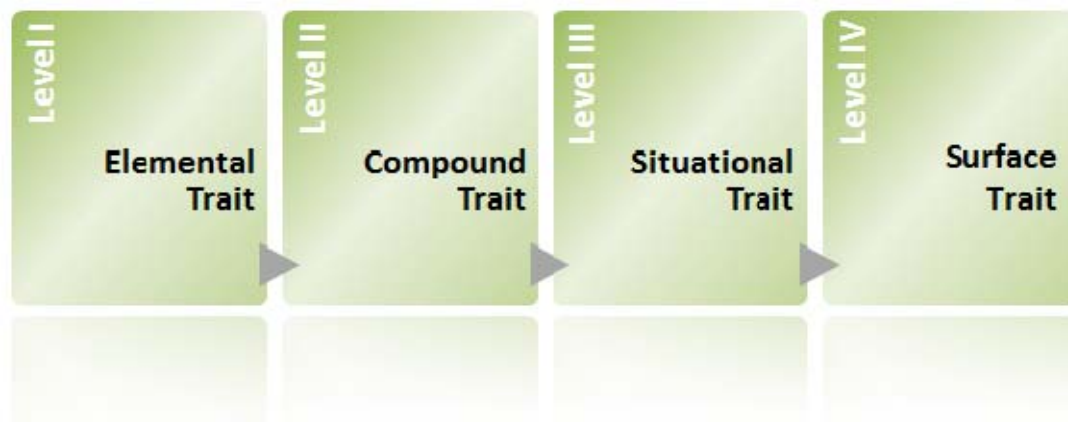 Level I
Elemental
Trait
Level II
Compound
Trait
Level III
Situational
Trait
Level IV
Surface
Trait